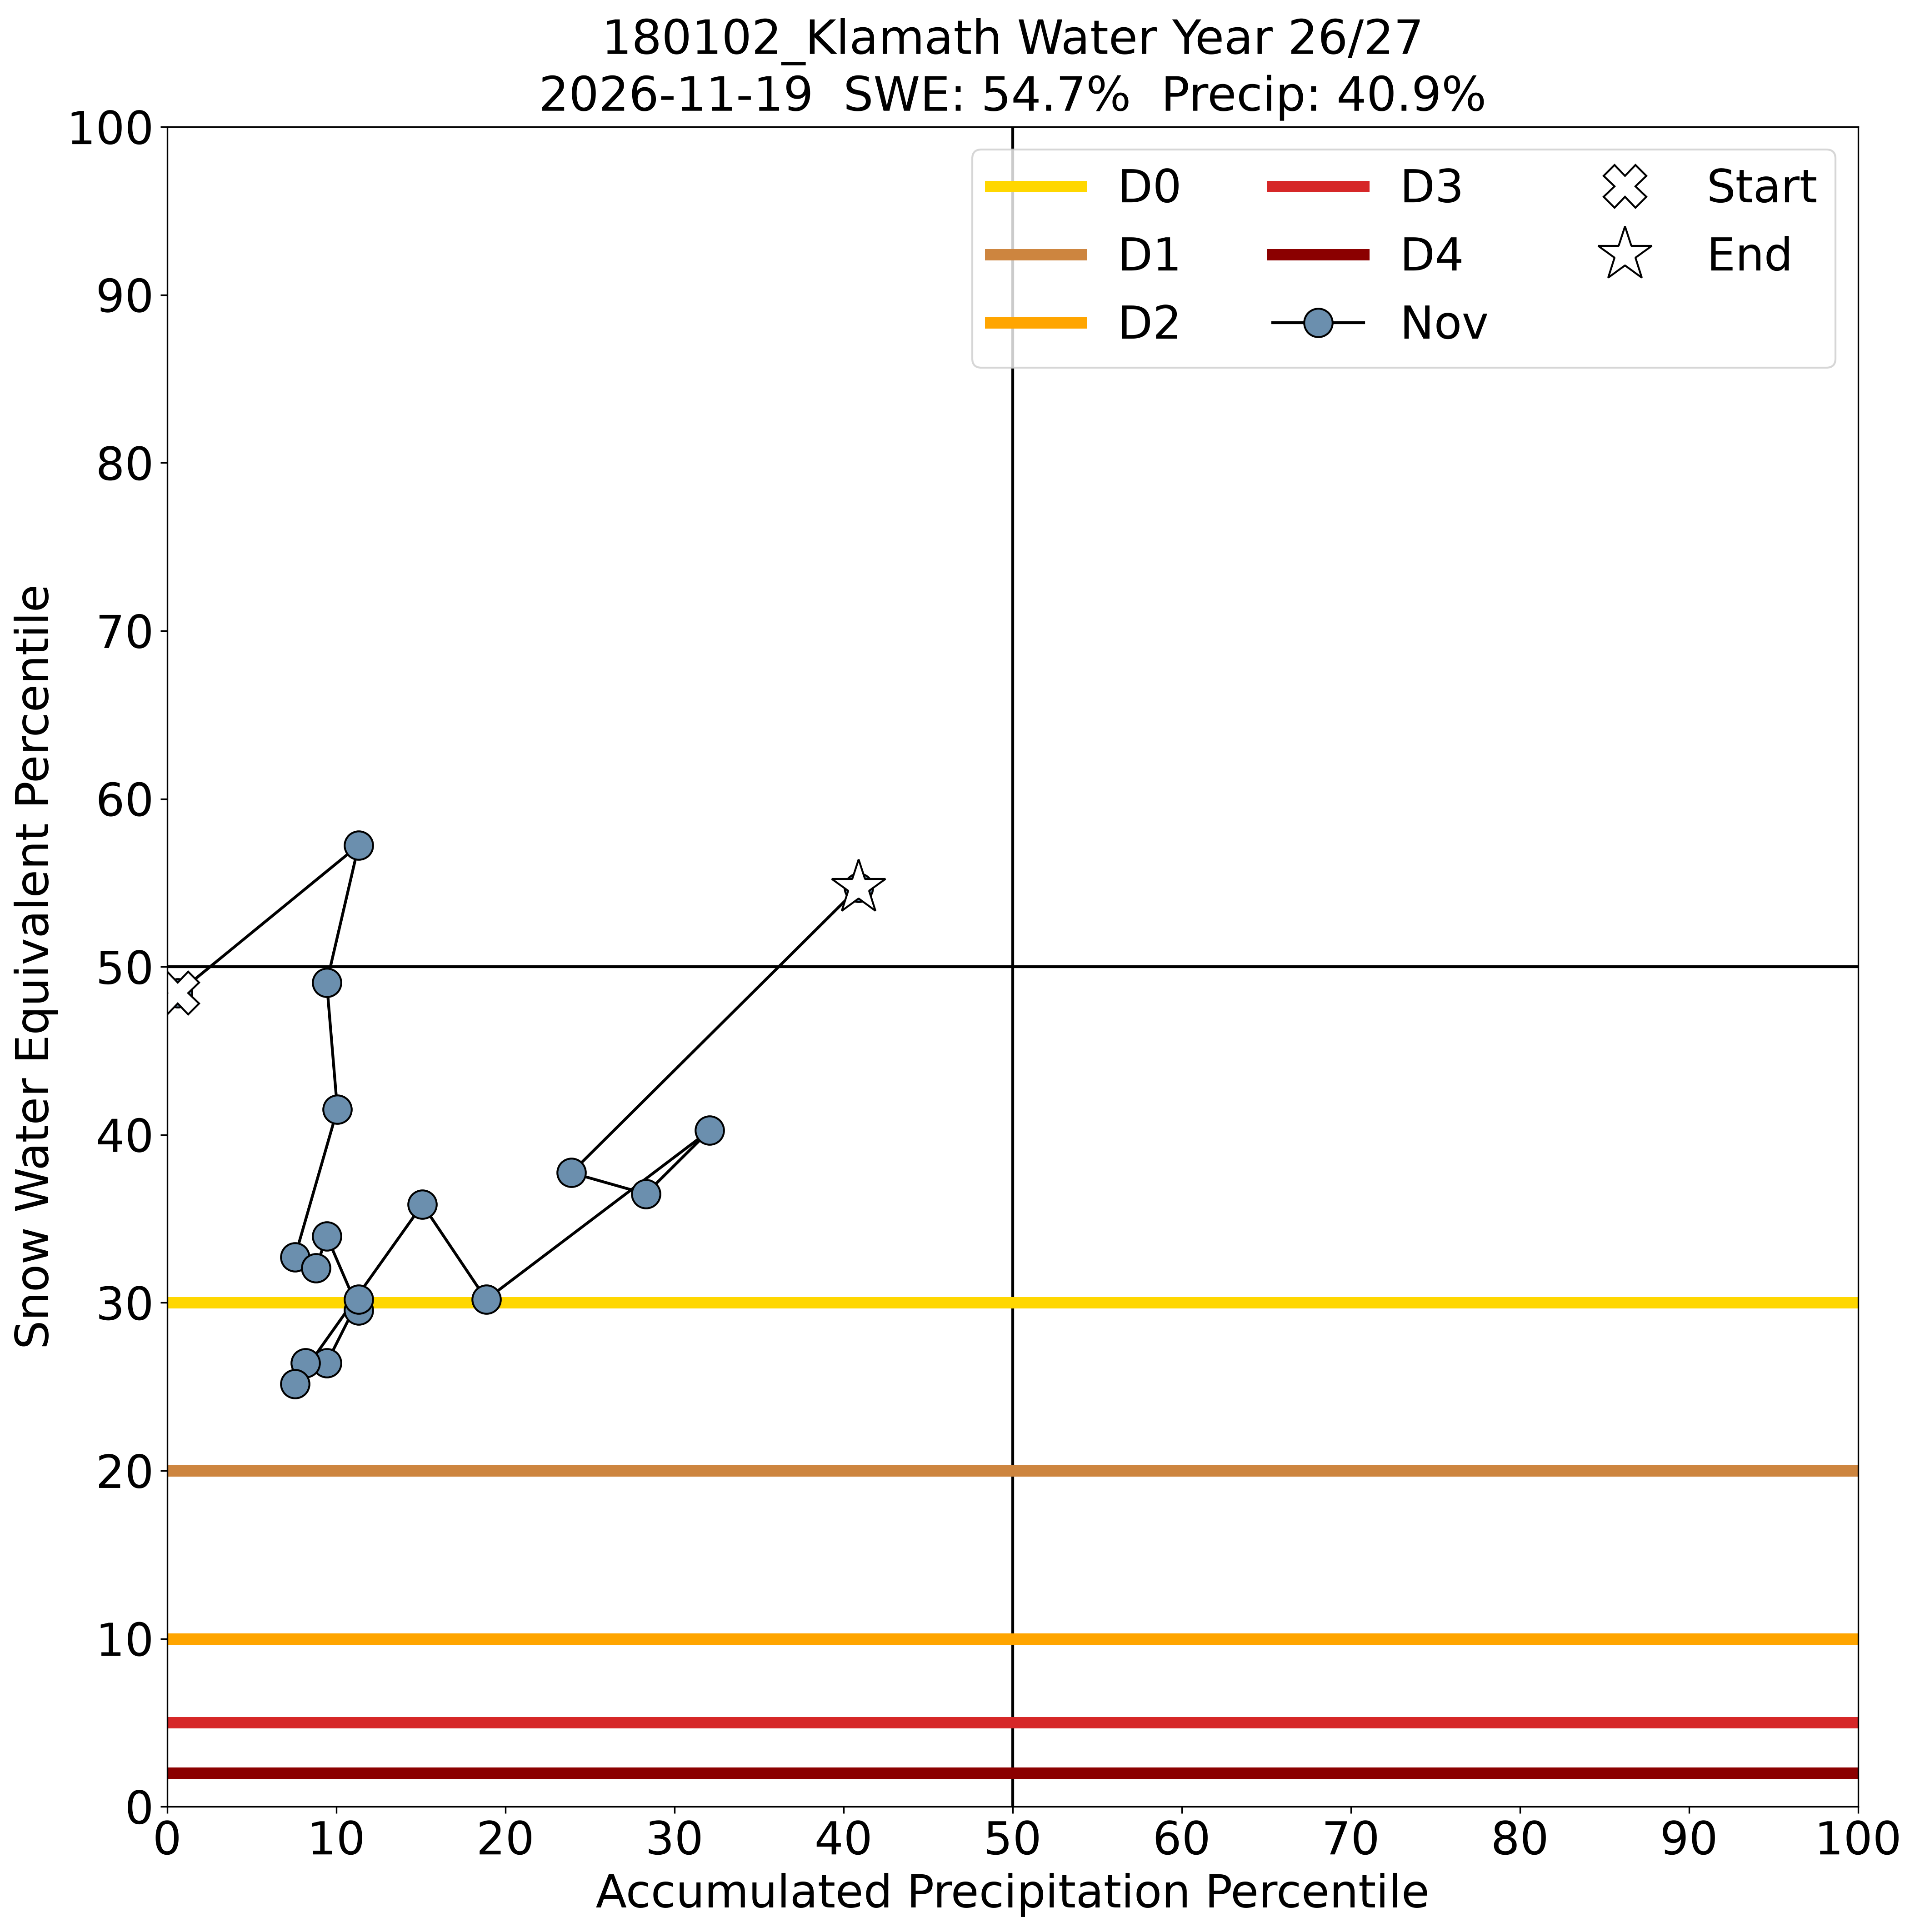 180102_Klamath Water Year 26/27
2026-11-19 SWE: 54.7% Precip: 40.9%
100
90
80
70
60
50
40
30
20
10
0
Snow Water Equivalent Percentile
D0
D1
D2
D3
D4
Nov
Start
End
0 10 20 30 40 50 60 70 80 90 100
Accumulated Precipitation Percentile